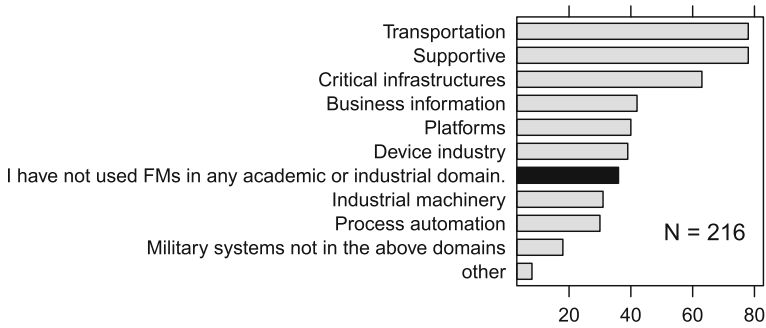 Transportation
Supportive
Critical infrastructures
Business information
Platforms
Device industry
I have not used FMs in any academic or industrial domain.
Industrial machinery
Process automation
Military systems not in the above domains
other
N = 216
20 40 60 80